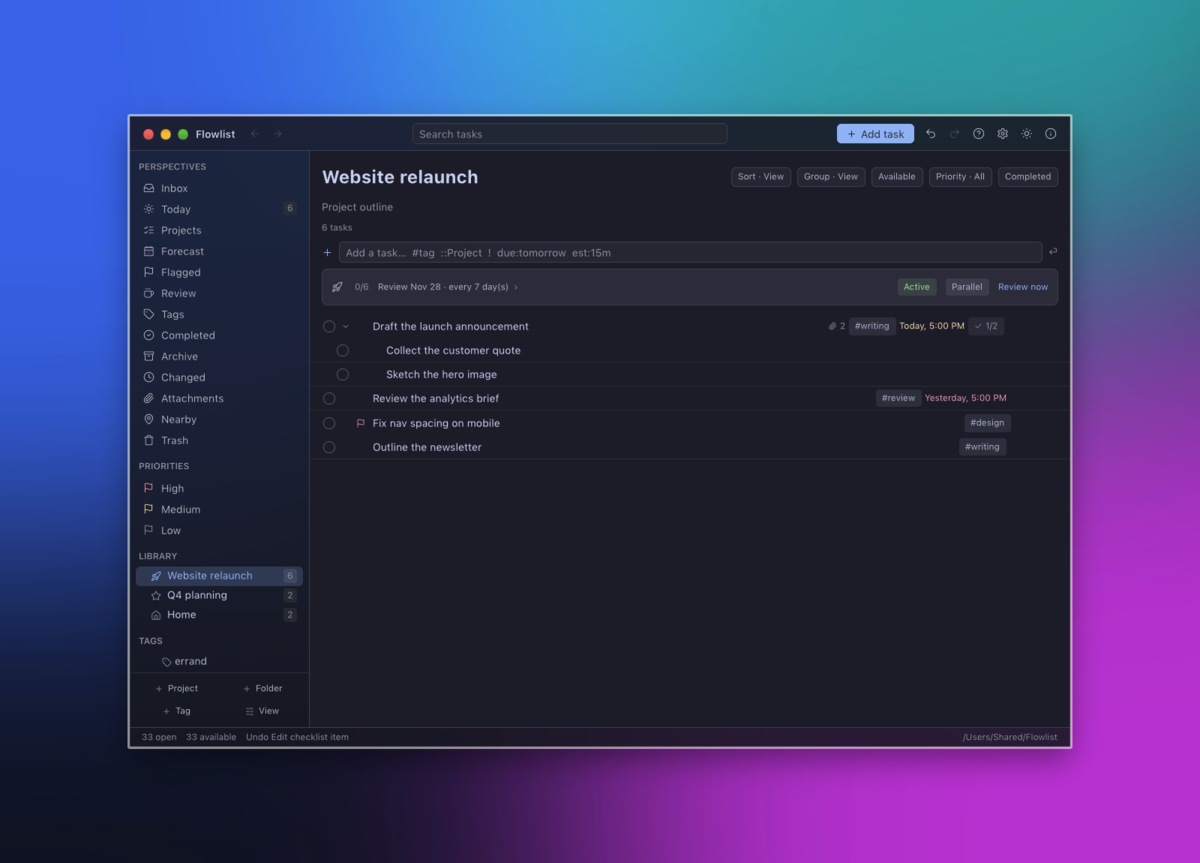 Flowlist
Search tasks
+ Add task
PERSPECTIVES
Inbox
Today 6
Projects
Forecast
Flagged
Review
Tags
Completed
Archive
Changed
Attachments
Nearby
Trash
PRIORITIES
High
Medium
Low
LIBRARY
Website relaunch 6
Q4 planning 2
Home 2
TAGS
errand
+ Project + Folder
+ Tag View
Website relaunch
Sort · View Group · View Available Priority · All Completed
Project outline
6 tasks
+ Add a task... #tag ::Project ! due:tomorrow est:15m
0/6 Review Nov 28 · every 7 day(s) › Active Parallel Review now
Draft the launch announcement 2 #writing Today, 5:00 PM 1/2
Collect the customer quote
Sketch the hero image
Review the analytics brief #review Yesterday, 5:00 PM
Fix nav spacing on mobile #design
Outline the newsletter #writing
33 open 33 available Undo Edit checklist item /Users/Shared/Flowlist